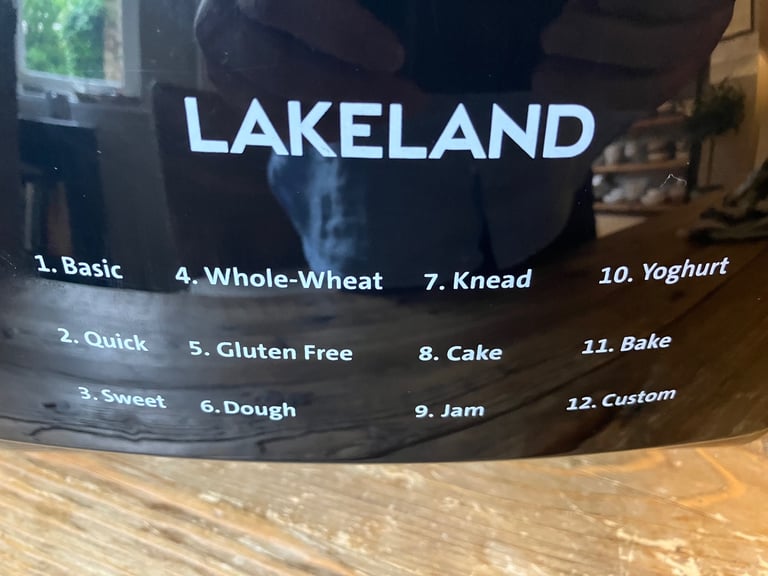 LAKELAND
1. Basic
2. Quick
3. Sweet
4. Whole-Wheat
5. Gluten Free
6. Dough
7. Knead
8. Cake
9. Jam
10. Yoghurt
11. Bake
12. Custom